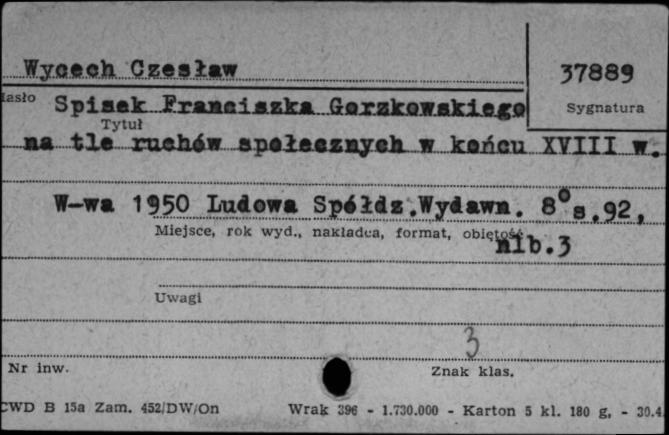 Wycech Czesław
37889
Hasło
Sygnatura
Spisek Franciszka Gorzkowskiego
Tytuł
na tle ruchów społecznych w końcu XVIII w.
W-wa 1950 Ludowa Spółdz.Wydawn. 8° s.92,
Miejsce, rok wyd., nakładca, format, objętość
nlb.3
Uwagi
3
Nr inw.
Znak klas.
CWD B 15a Zam. 452/DW/On Wrak 396 - 1.730.000 - Karton 5 kl. 180 g, - 30.4